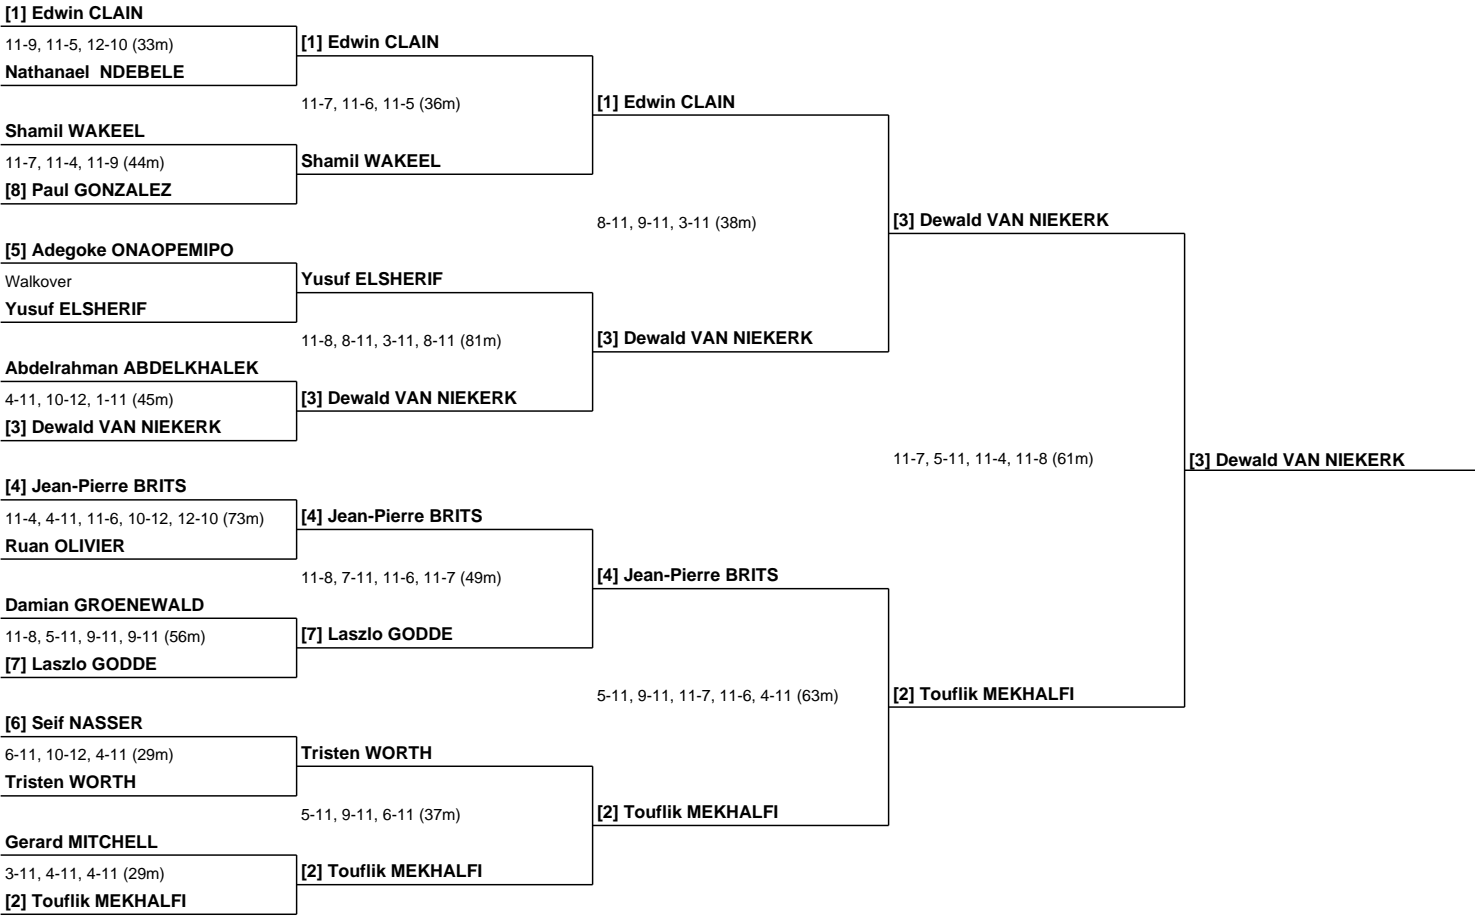 [1] Edwin CLAIN
11-9, 11-5, 12-10 (33m)
Nathanael  NDEBELE
Shamil WAKEEL
11-7, 11-4, 11-9 (44m)
[8] Paul GONZALEZ
[5] Adegoke ONAOPEMIPO
Walkover
Yusuf ELSHERIF
Abdelrahman ABDELKHALEK
4-11, 10-12, 1-11 (45m)
[3] Dewald VAN NIEKERK
[4] Jean-Pierre BRITS
11-4, 4-11, 11-6, 10-12, 12-10 (73m)
Ruan OLIVIER
Damian GROENEWALD
11-8, 5-11, 9-11, 9-11 (56m)
[7] Laszlo GODDE
[6] Seif NASSER
6-11, 10-12, 4-11 (29m)
Tristen WORTH
Gerard MITCHELL
3-11, 4-11, 4-11 (29m)
[2] Touflik MEKHALFI
[1] Edwin CLAIN
11-7, 11-6, 11-5 (36m)
Shamil WAKEEL
Yusuf ELSHERIF
11-8, 8-11, 3-11, 8-11 (81m)
[3] Dewald VAN NIEKERK
[4] Jean-Pierre BRITS
11-8, 7-11, 11-6, 11-7 (49m)
[7] Laszlo GODDE
Tristen WORTH
5-11, 9-11, 6-11 (37m)
[2] Touflik MEKHALFI
[1] Edwin CLAIN
8-11, 9-11, 3-11 (38m)
[3] Dewald VAN NIEKERK
[4] Jean-Pierre BRITS
5-11, 9-11, 11-7, 11-6, 4-11 (63m)
[2] Touflik MEKHALFI
[3] Dewald VAN NIEKERK
11-7, 5-11, 11-4, 11-8 (61m)
[2] Touflik MEKHALFI
[3] Dewald VAN NIEKERK